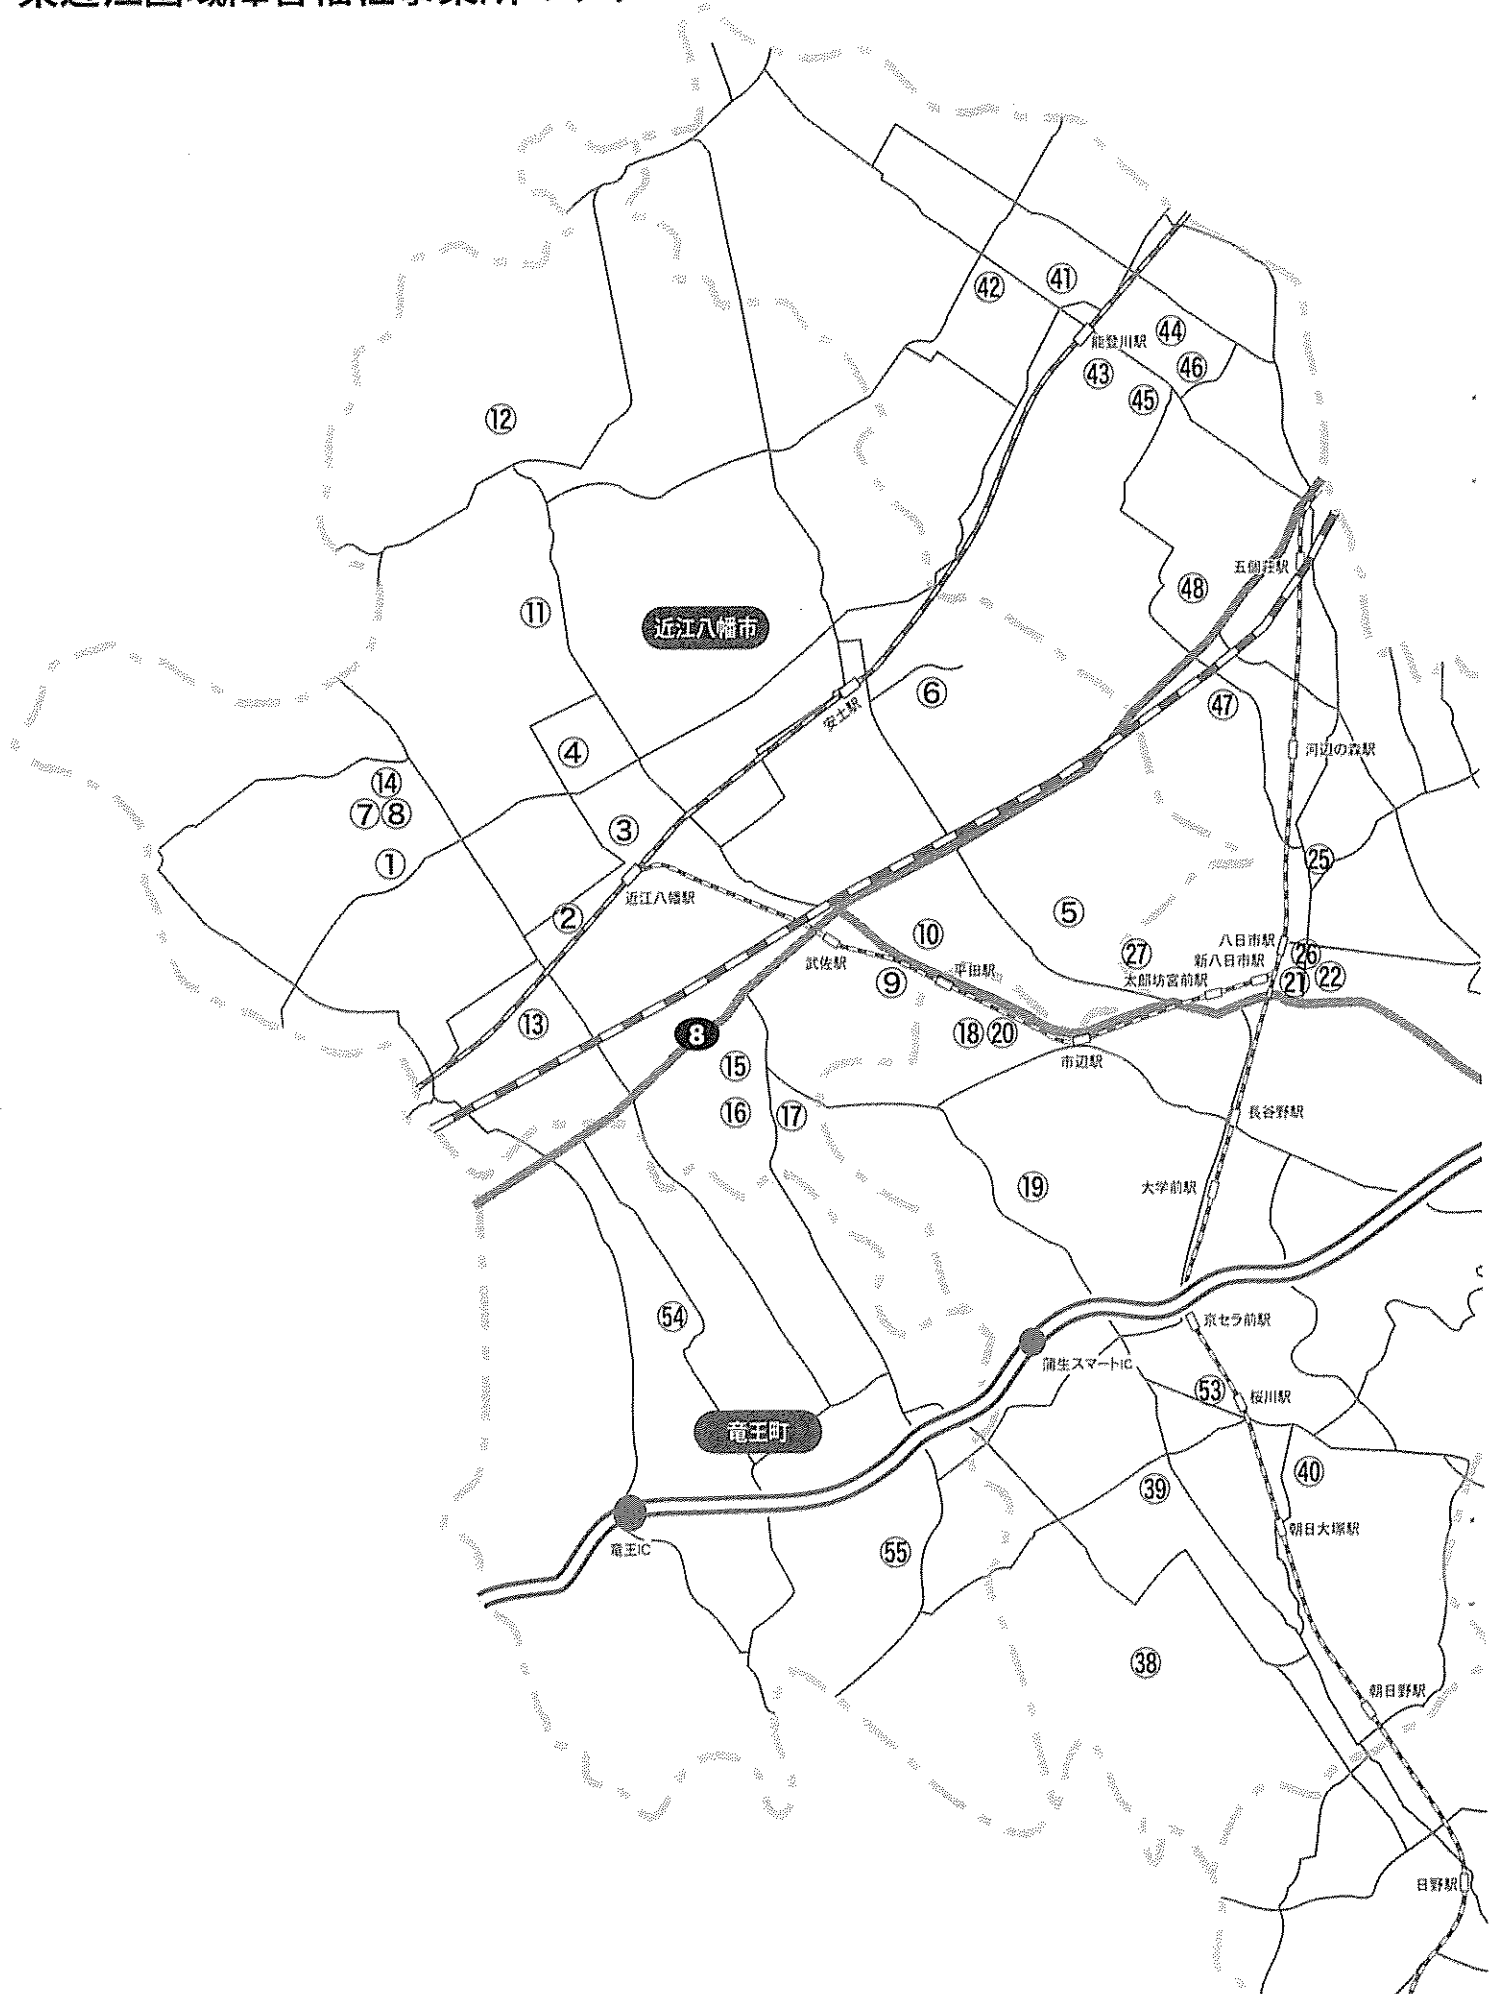 ㊷
㊶
㊹
能登川駅
㊻
㊸
㊺
⑫
五個荘駅
㊽
⑪
近江八幡市
⑥
㊼
安土駅
④
河辺の森駅
⑭
⑦⑧
③
①
㉕
近江八幡駅
②
⑤
⑩
八日市駅
武佐駅
平田駅
㉗
新八日市駅
㉖
⑨
太郎坊宮前駅
㉑
㉒
⑬
8
⑱⑳
市辺駅
⑮
⑯
⑰
長谷野駅
⑲
大学前駅
54
京セラ前駅
蒲生スマートIC
53
桜川駅
竜王町
㊴
㊵
竜王IC
朝日大塚駅
55
㊳
朝日野駅
日野駅